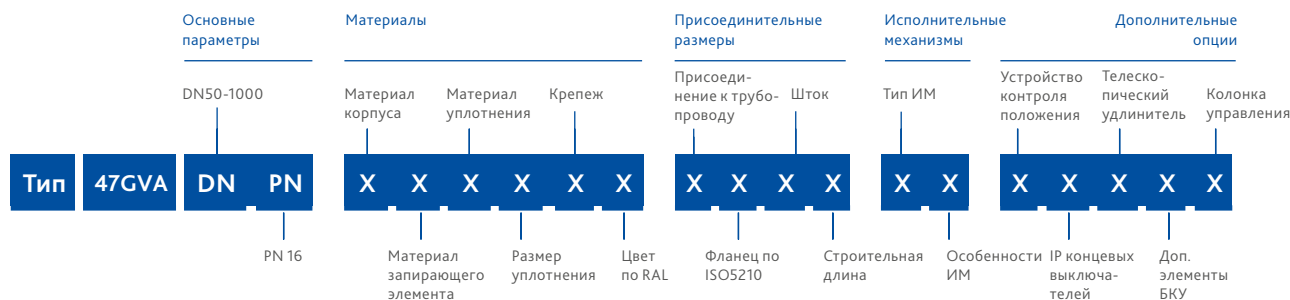 Основные
параметры
Материалы
Присоединительные
размеры
Исполнительные
механизмы
Дополнительные
опции
DN50-1000
Материал
корпуса
Материал
уплотнения
Крепеж
Присоеди-
нение к трубо-
проводу
Шток
Тип ИМ
Устройство
контроля
положения
Телеско-
пический
удлинитель
Колонка
управления
Тип 47GVA DN PN X X X X X X X X X X X X X X X X X
PN 16
Материал
запирающего
элемента
Размер
уплотнения
Цвет
по RAL
Фланец по
ISO5210
Строительная
длина
Особенности
ИМ
IP концевых
выключа-
телей
Доп.
элементы
БКУ